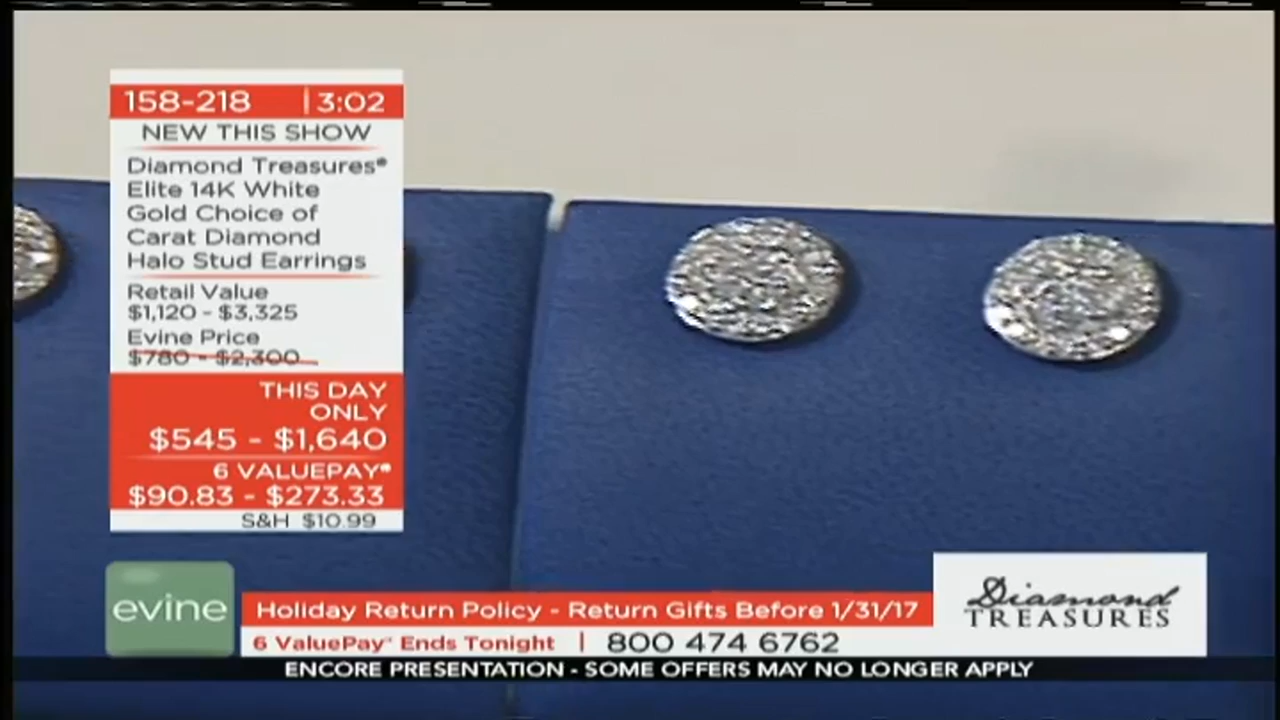 158-218 | 3:02
NEW THIS SHOW
Diamond Treasures®
Elite 14K White
Gold Choice of
Carat Diamond
Halo Stud Earrings
Retail Value
$1,120 - $3,325
Evine Price
$780 - $2,300
THIS DAY
ONLY
$545 - $1,640
6 VALUEPAY®
$90.83 - $273.33
S&H $10.99
evine
Holiday Return Policy - Return Gifts Before 1/31/17
6 ValuePay® Ends Tonight | 800 474 6762
Diamond
TREASURES
ENCORE PRESENTATION - SOME OFFERS MAY NO LONGER APPLY